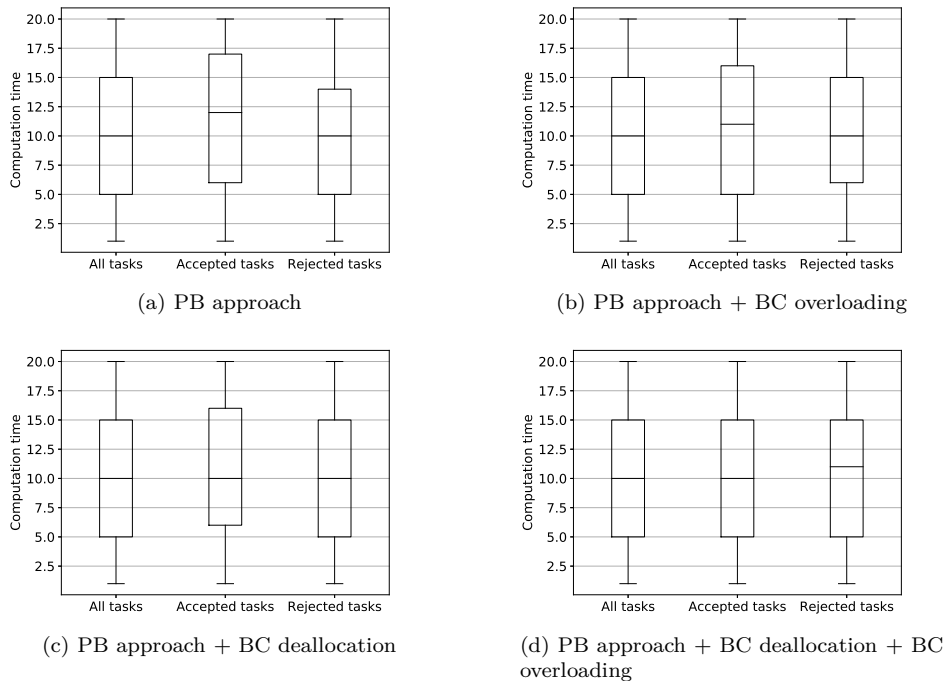 20.0
17.5
15.0
12.5
10.0
7.5
5.0
2.5
Computation time
All tasks Accepted tasks Rejected tasks
(a) PB approach
20.0
17.5
15.0
12.5
10.0
7.5
5.0
2.5
Computation time
All tasks Accepted tasks Rejected tasks
(b) PB approach + BC overloading
20.0
17.5
15.0
12.5
10.0
7.5
5.0
2.5
Computation time
All tasks Accepted tasks Rejected tasks
(c) PB approach + BC deallocation
20.0
17.5
15.0
12.5
10.0
7.5
5.0
2.5
Computation time
All tasks Accepted tasks Rejected tasks
(d) PB approach + BC deallocation + BC
overloading